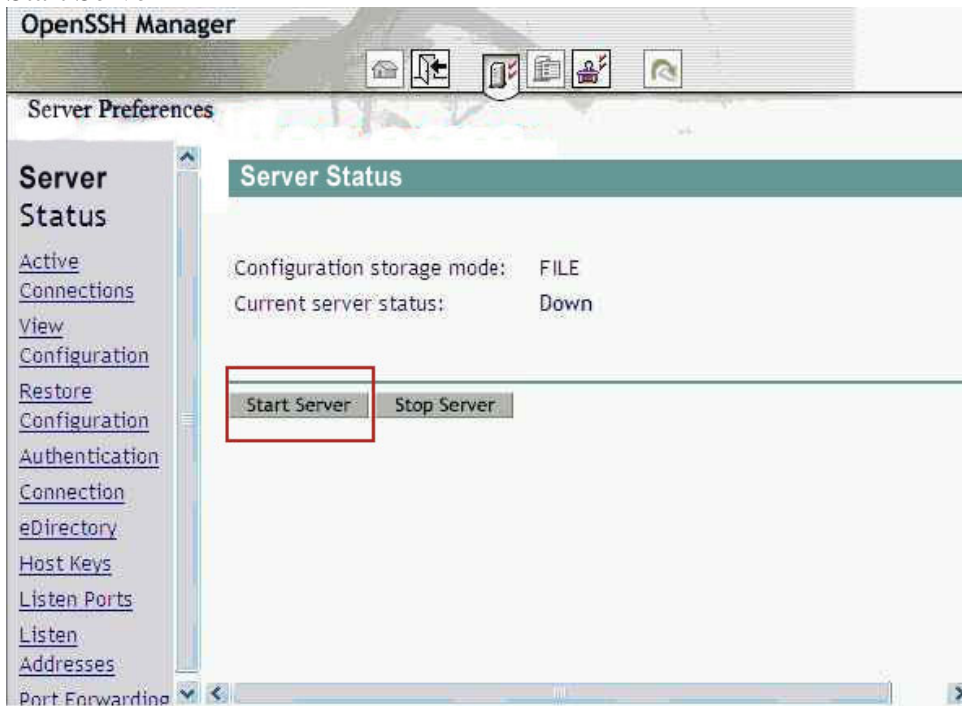 OpenSSH Manager
Server Preferences
Server
Status
Active
Connections
View
Configuration
Restore
Configuration
Authentication
Connection
eDirectory
Host Keys
Listen Ports
Listen
Addresses
Port Forwarding
Server Status
Configuration storage mode: FILE
Current server status: Down
Start Server Stop Server